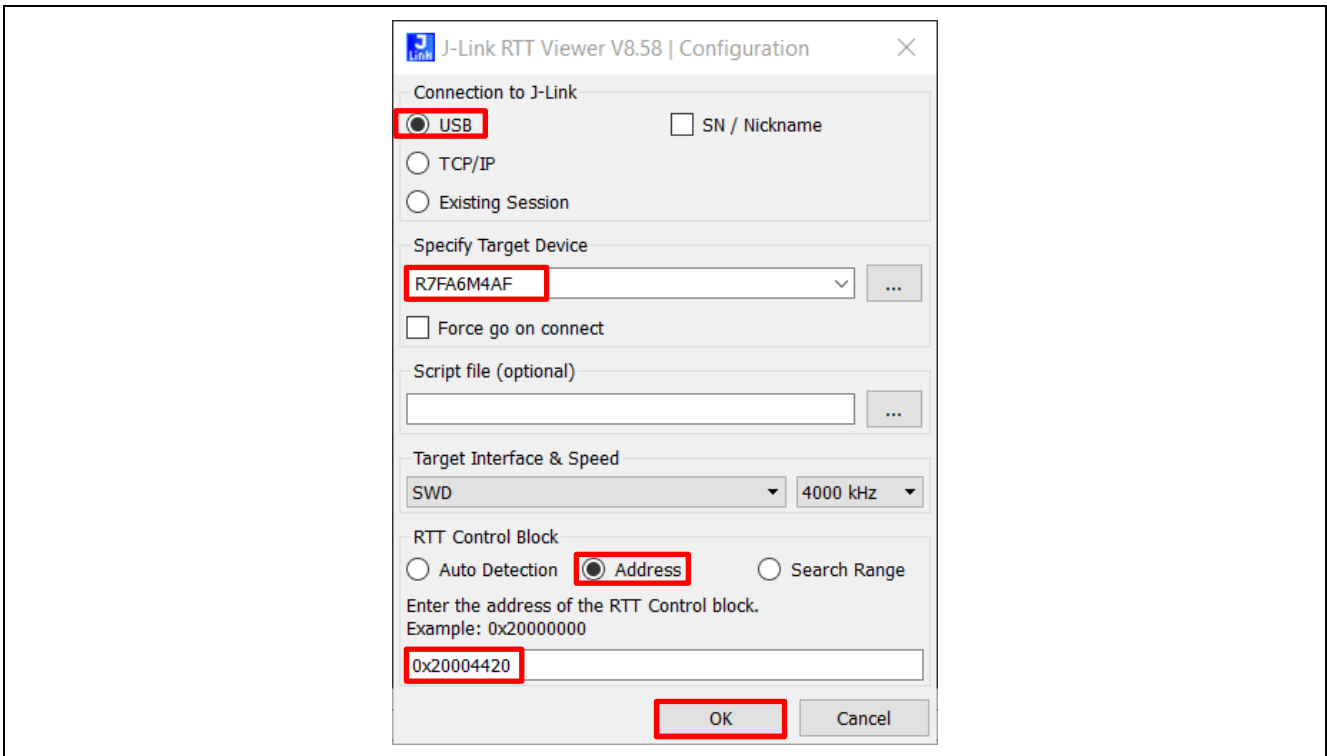 J-Link RTT Viewer V8.58 | Configuration
Connection to J-Link
USB SN / Nickname
TCP/IP
Existing Session
Specify Target Device
R7FA6M4AF ...
Force go on connect
Script file (optional)
...
Target Interface & Speed
SWD 4000 kHz
RTT Control Block
Auto Detection Address Search Range
Enter the address of the RTT Control block.
Example: 0x20000000
0x20004420
OK Cancel